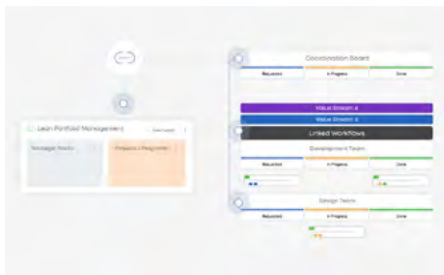 Lean Portfolio Management
Coordination Board
Requested In Progress Done
Value Stream A
Value Stream A
Linked Workflows
Development Team
Requested In Progress Done
Design Team
Requested In Progress Done